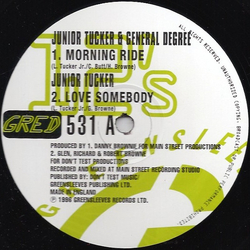 JUNIOR TUCKER & GENERAL DEGREE
1. MORNING RIDE
(L. Tucker Jr./C. Butt/H. Browne)
JUNIOR TUCKER
2. LOVE SOMEBODY
(L. Tucker Jr./G. Browne)
GRED 531 A
PRODUCED BY 1. DANNY BROWNE, FOR MAIN STREET PRODUCTIONS
2. GLEN, RICHARD & ROBERT BROWNE
FOR DON'T TEST PRODUCTIONS
RECORDED AND MIXED AT MAIN STREET RECORDING STUDIO
PUBLISHED BY: DON'T TEST MUSIC/
GREENSLEEVES PUBLISHING LTD.
MADE IN ENGLAND
℗ 1996 GREENSLEEVES RECORDS LTD.
ALL RIGHTS RESERVED. UNAUTHORISED COPYING,